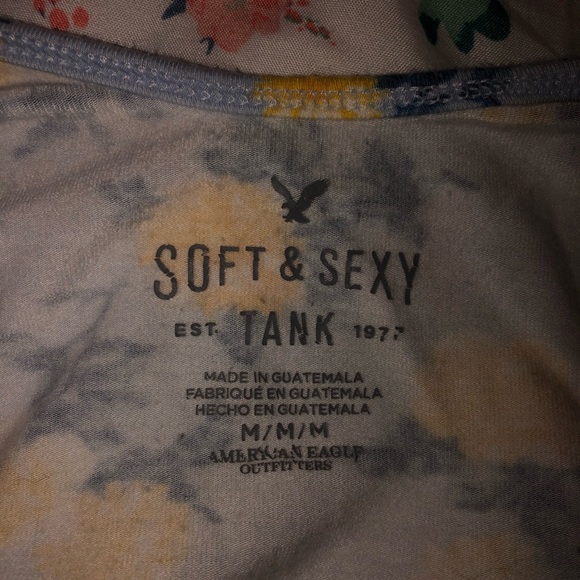 SOFT & SEXY
EST. TANK 1977
MADE IN GUATEMALA
FABRIQUÉ EN GUATEMALA
HECHO EN GUATEMALA
M/M/M
AMERICAN EAGLE
OUTFITTERS